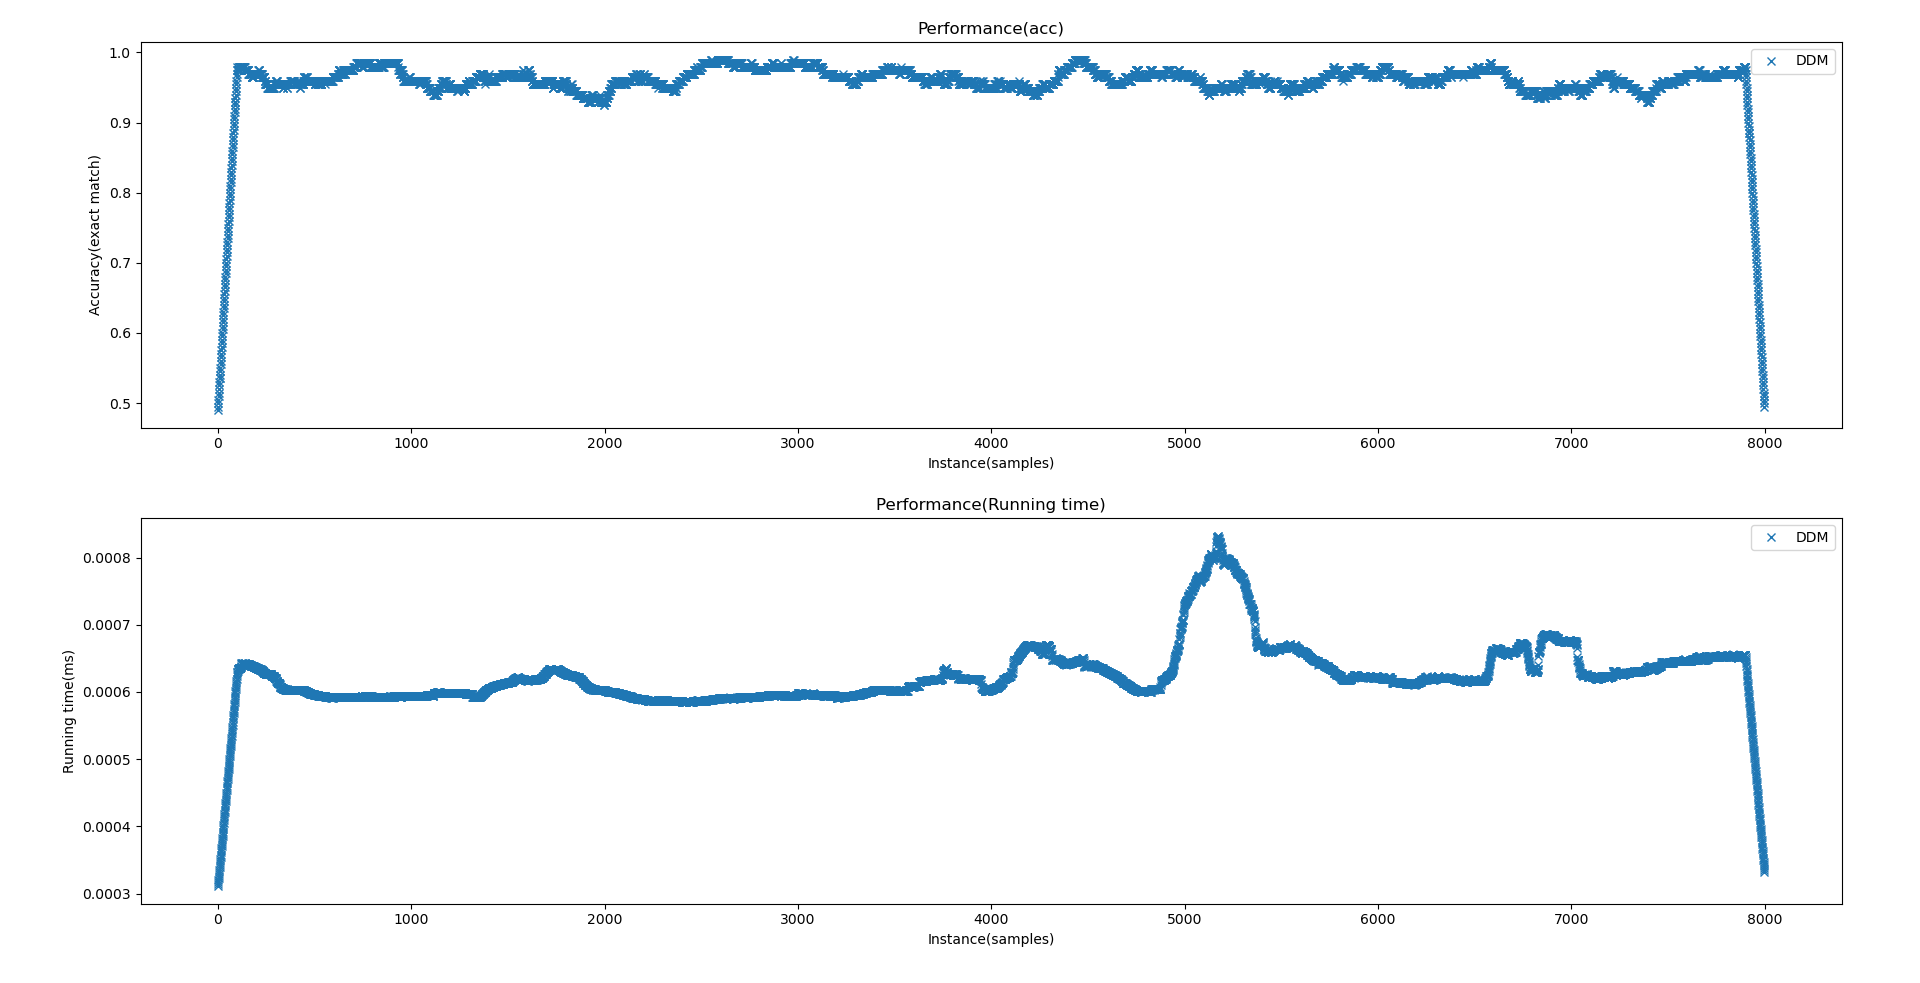 Performance(acc)
1.0
0.9
0.8
0.7
0.6
0.5
Accuracy(exact match)
DDM
0 1000 2000 3000 4000 5000 6000 7000 8000
Instance(samples)
Performance(Running time)
0.0008
0.0007
0.0006
0.0005
0.0004
0.0003
Running time(ms)
DDM
0 1000 2000 3000 4000 5000 6000 7000 8000
Instance(samples)